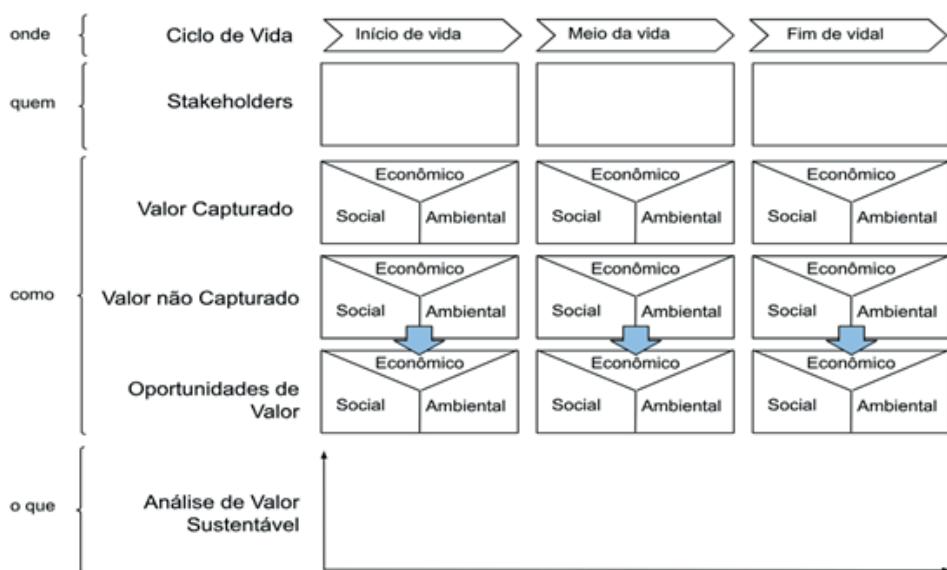 onde
Ciclo de Vida
Início de vida
Meio da vida
Fim de vidal
quem
Stakeholders
Valor Capturado
Econômico
Social
Ambiental
Econômico
Social
Ambiental
Econômico
Social
Ambiental
como
Valor não Capturado
Econômico
Social
Ambiental
Econômico
Social
Ambiental
Econômico
Social
Ambiental
Oportunidades de
Valor
Econômico
Social
Ambiental
Econômico
Social
Ambiental
Econômico
Social
Ambiental
o que
Análise de Valor
Sustentável